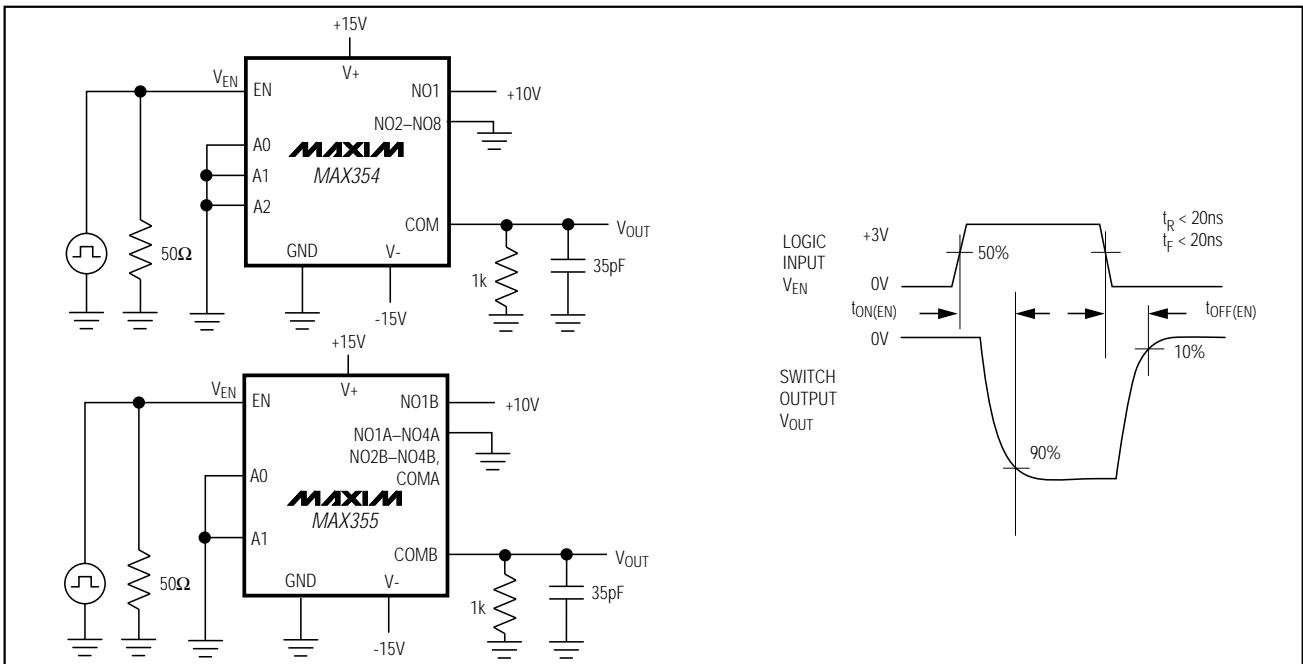 +15V
V+
VEN
EN
NO1
+10V
NO2–NO8
A0
MAXIM
MAX354
A1
A2
COM
VOUT
50Ω
GND
V-
1k
35pF
-15V
+15V
V+
VEN
EN
NO1B
+10V
NO1A–NO4A
NO2B–NO4B,
COMA
A0
MAXIM
MAX355
A1
COMB
VOUT
50Ω
GND
V-
1k
35pF
-15V
LOGIC
INPUT
VEN
+3V
50%
tR < 20ns
tF < 20ns
0V
tON(EN)
tOFF(EN)
0V
10%
SWITCH
OUTPUT
VOUT
90%